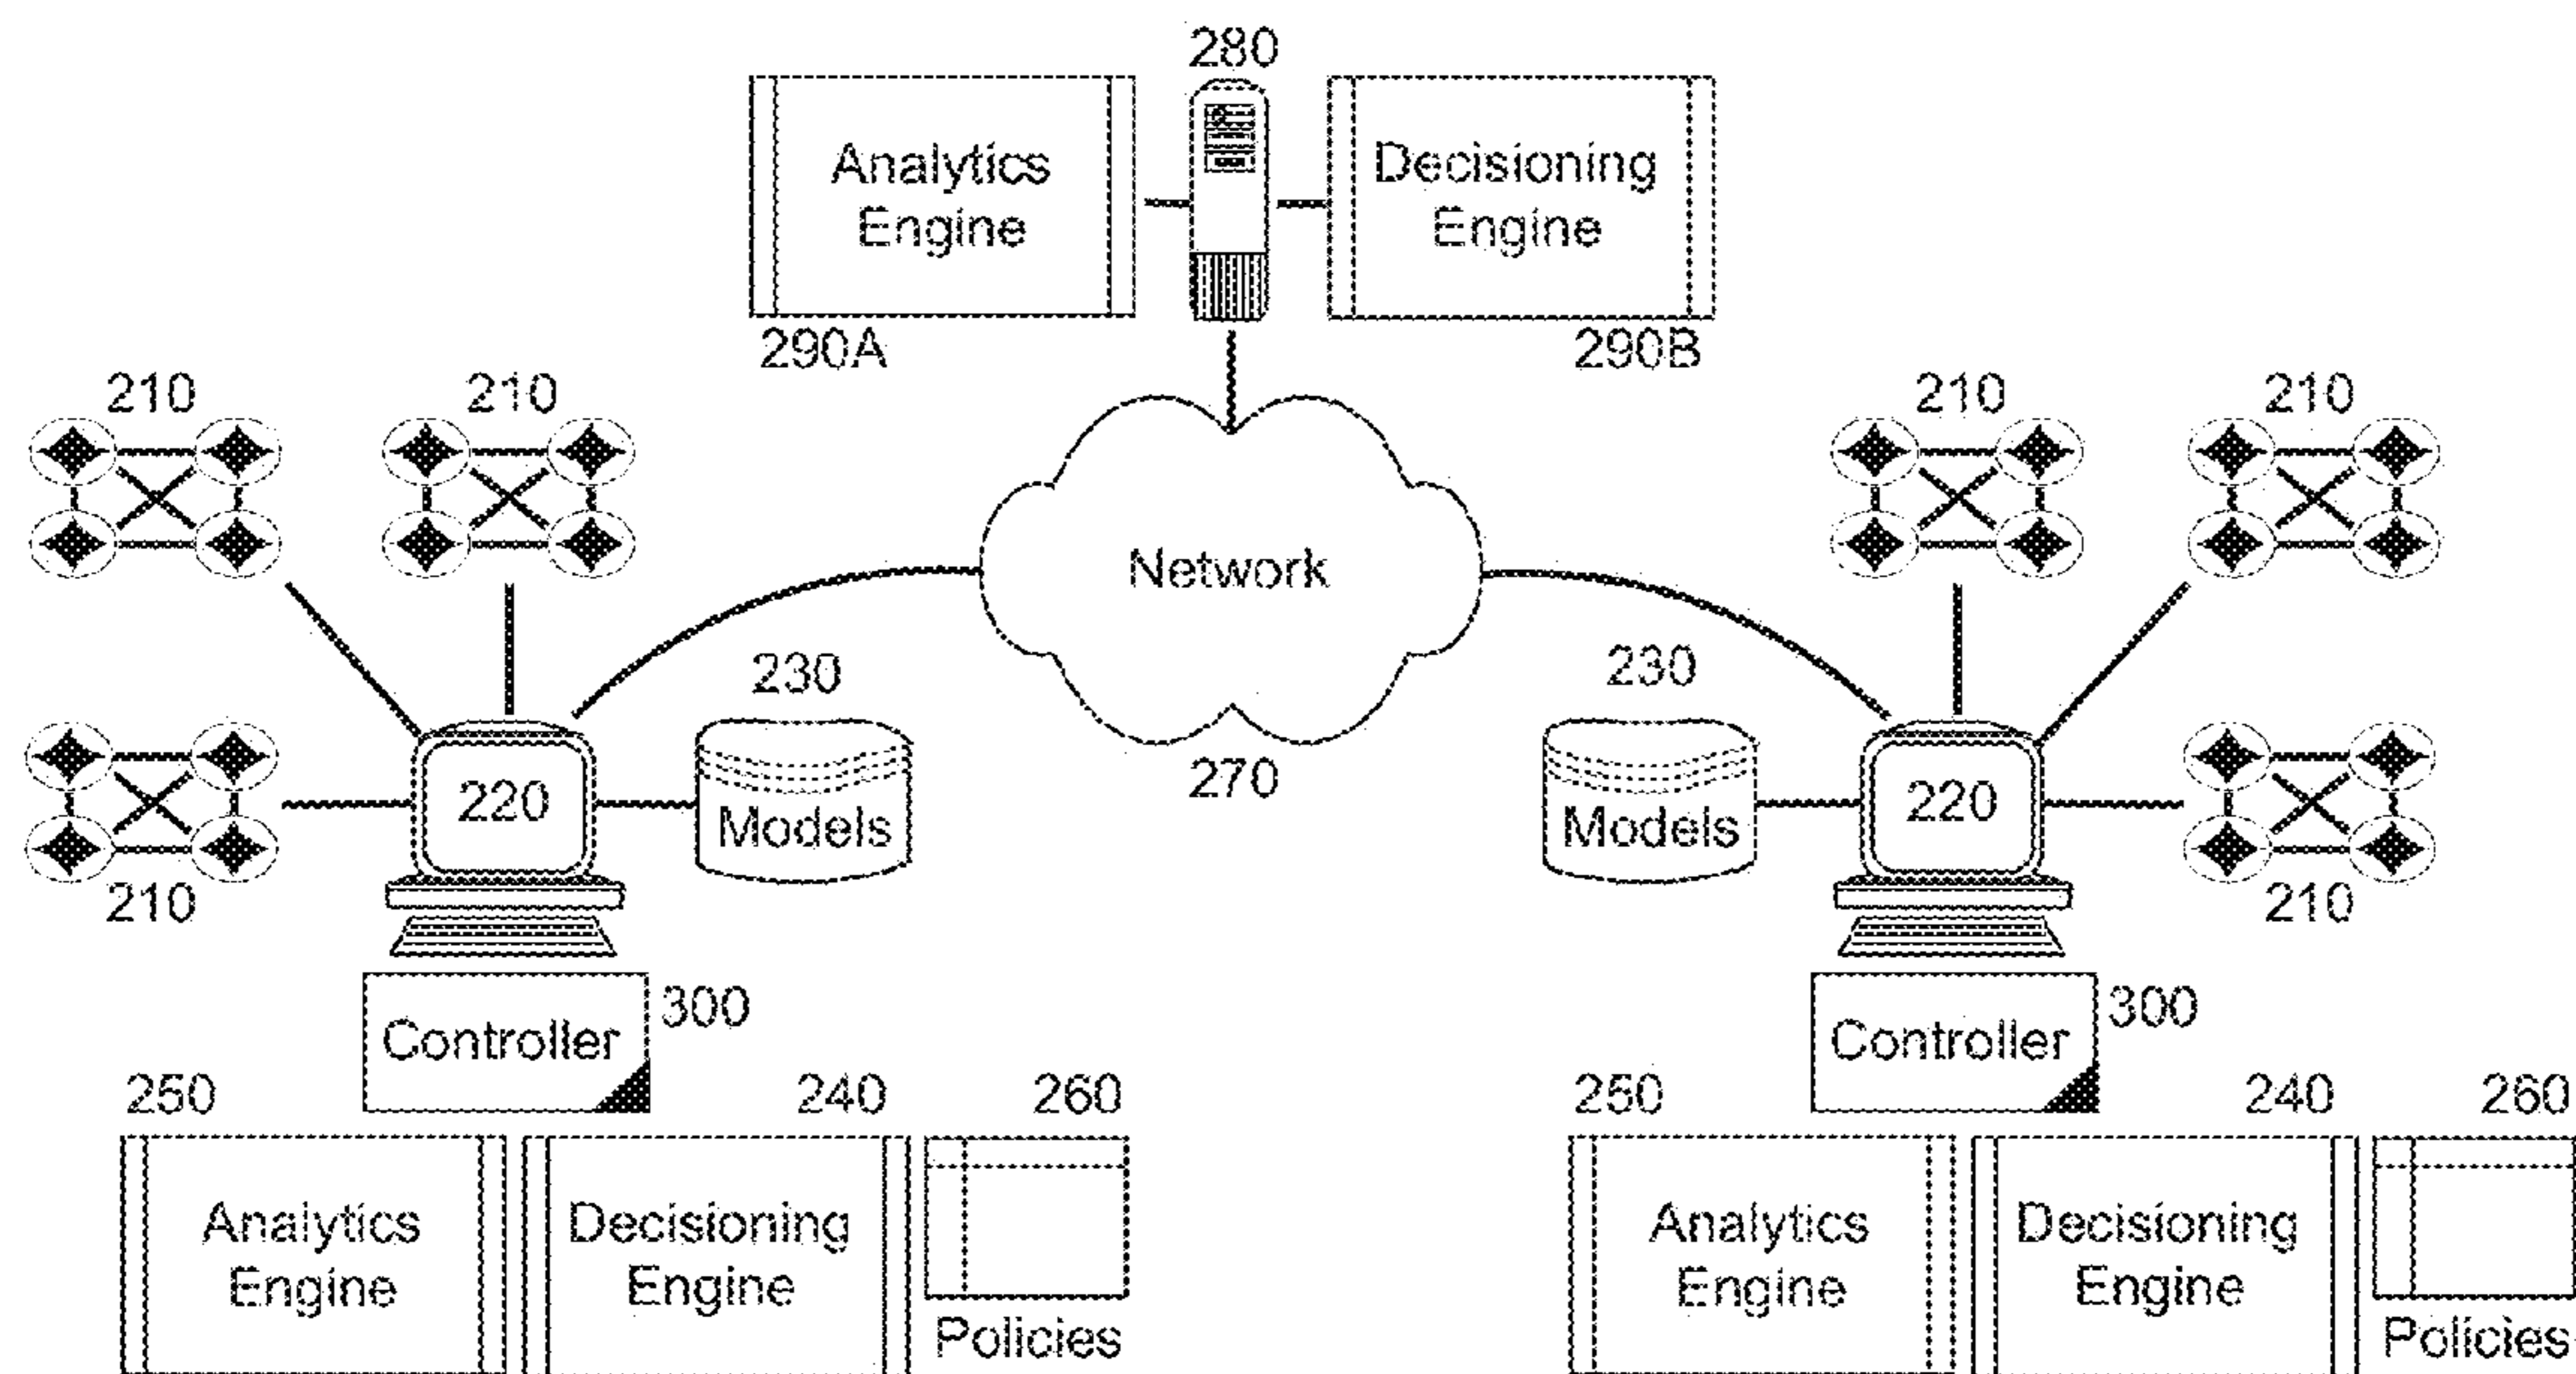 280
Analytics
Engine
Decisioning
Engine
290A
290B
210
210
210
210
Network
230
230
220
Models
270
Models
220
210
210
Controller
300
Controller
300
250
240
260
250
240
260
Analytics
Engine
Decisioning
Engine
Policies
Analytics
Engine
Decisioning
Engine
Policies